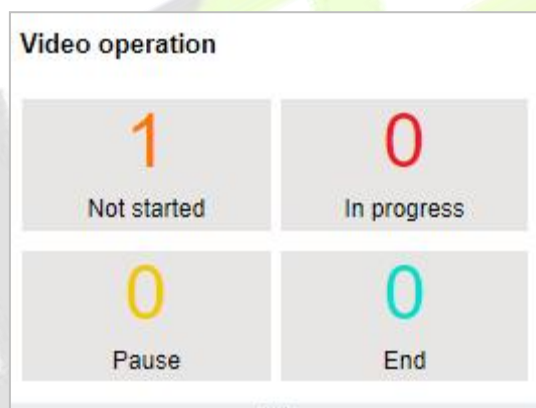 Video operation
1 0
Not started In progress
0 0
Pause End